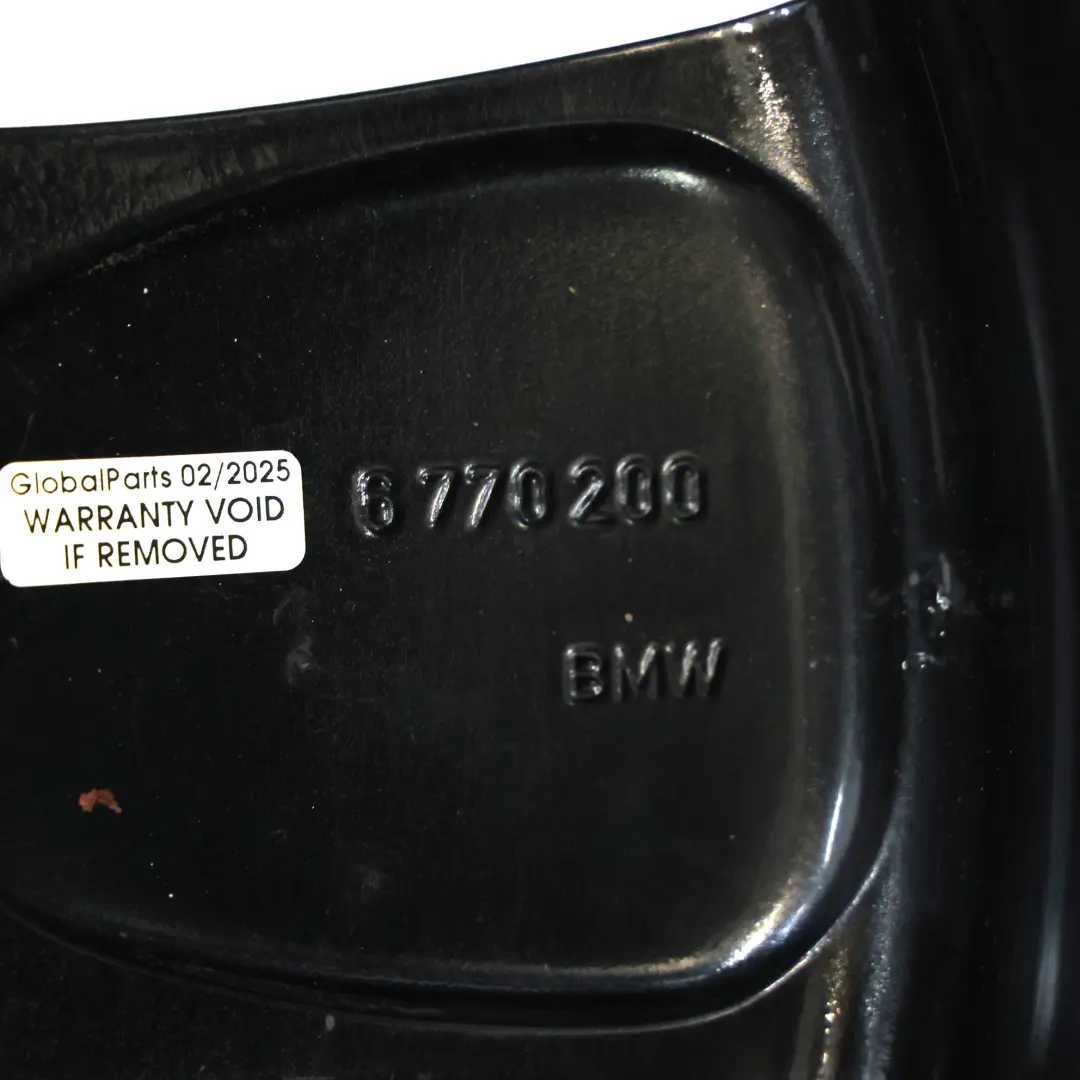 GlobalParts 02/2025
WARRANTY VOID
IF REMOVED
6 770 200
BMW